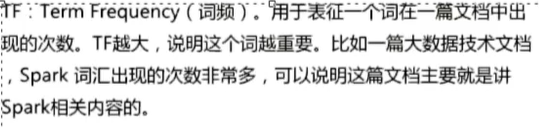 TF：Term Frequency（词频）。用于表征一个词在一篇文档中出
现的次数。TF越大，说明这个词越重要。比如一篇大数据技术文档
，Spark 词汇出现的次数非常多，可以说明这篇文档主要就是讲
Spark相关内容的。